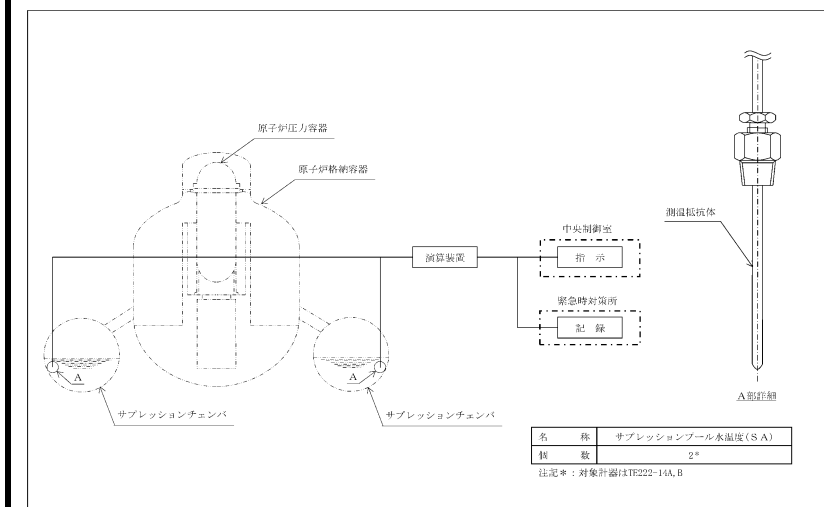 原子炉圧力容器
原子炉格納容器
測温抵抗体
中央制御室
演算装置
指 示
緊急時対策所
記 録
A
A
A部詳細
サプレッションチェンバ
サプレッションチェンバ
名 称 サプレッションプール水温度(SA)
個 数 2*
注記*:対象計器はTE222-14A,B